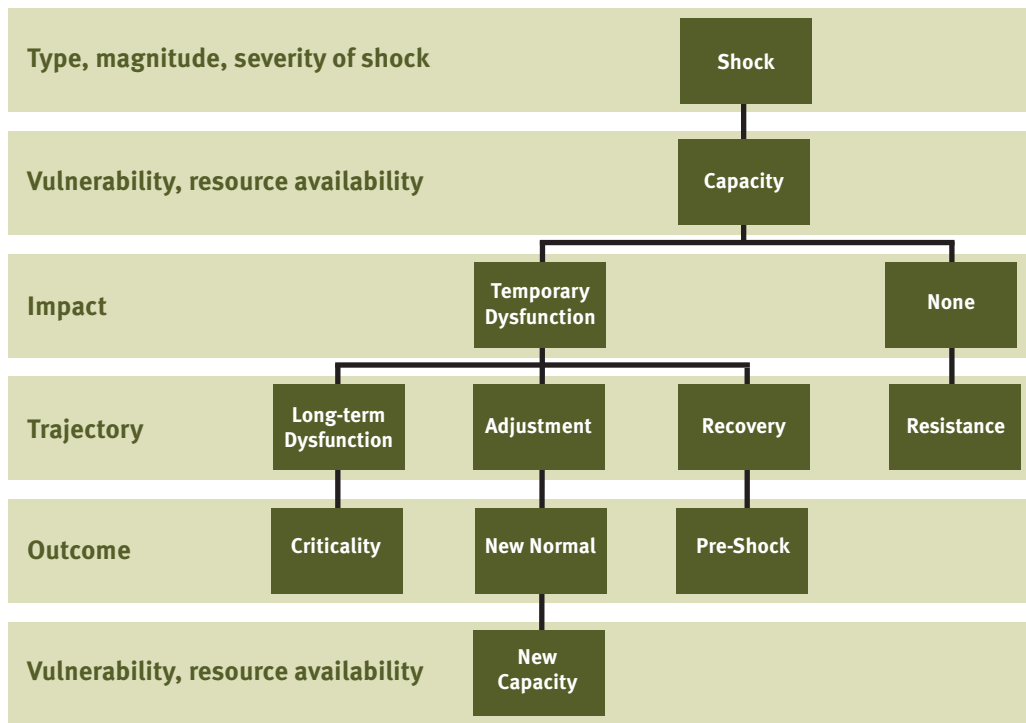 Type, magnitude, severity of shock
Shock
Vulnerability, resource availability
Capacity
Impact
Temporary
Dysfunction
None
Trajectory
Long-term
Dysfunction
Adjustment
Recovery
Resistance
Outcome
Criticality
New Normal
Pre-Shock
Vulnerability, resource availability
New
Capacity